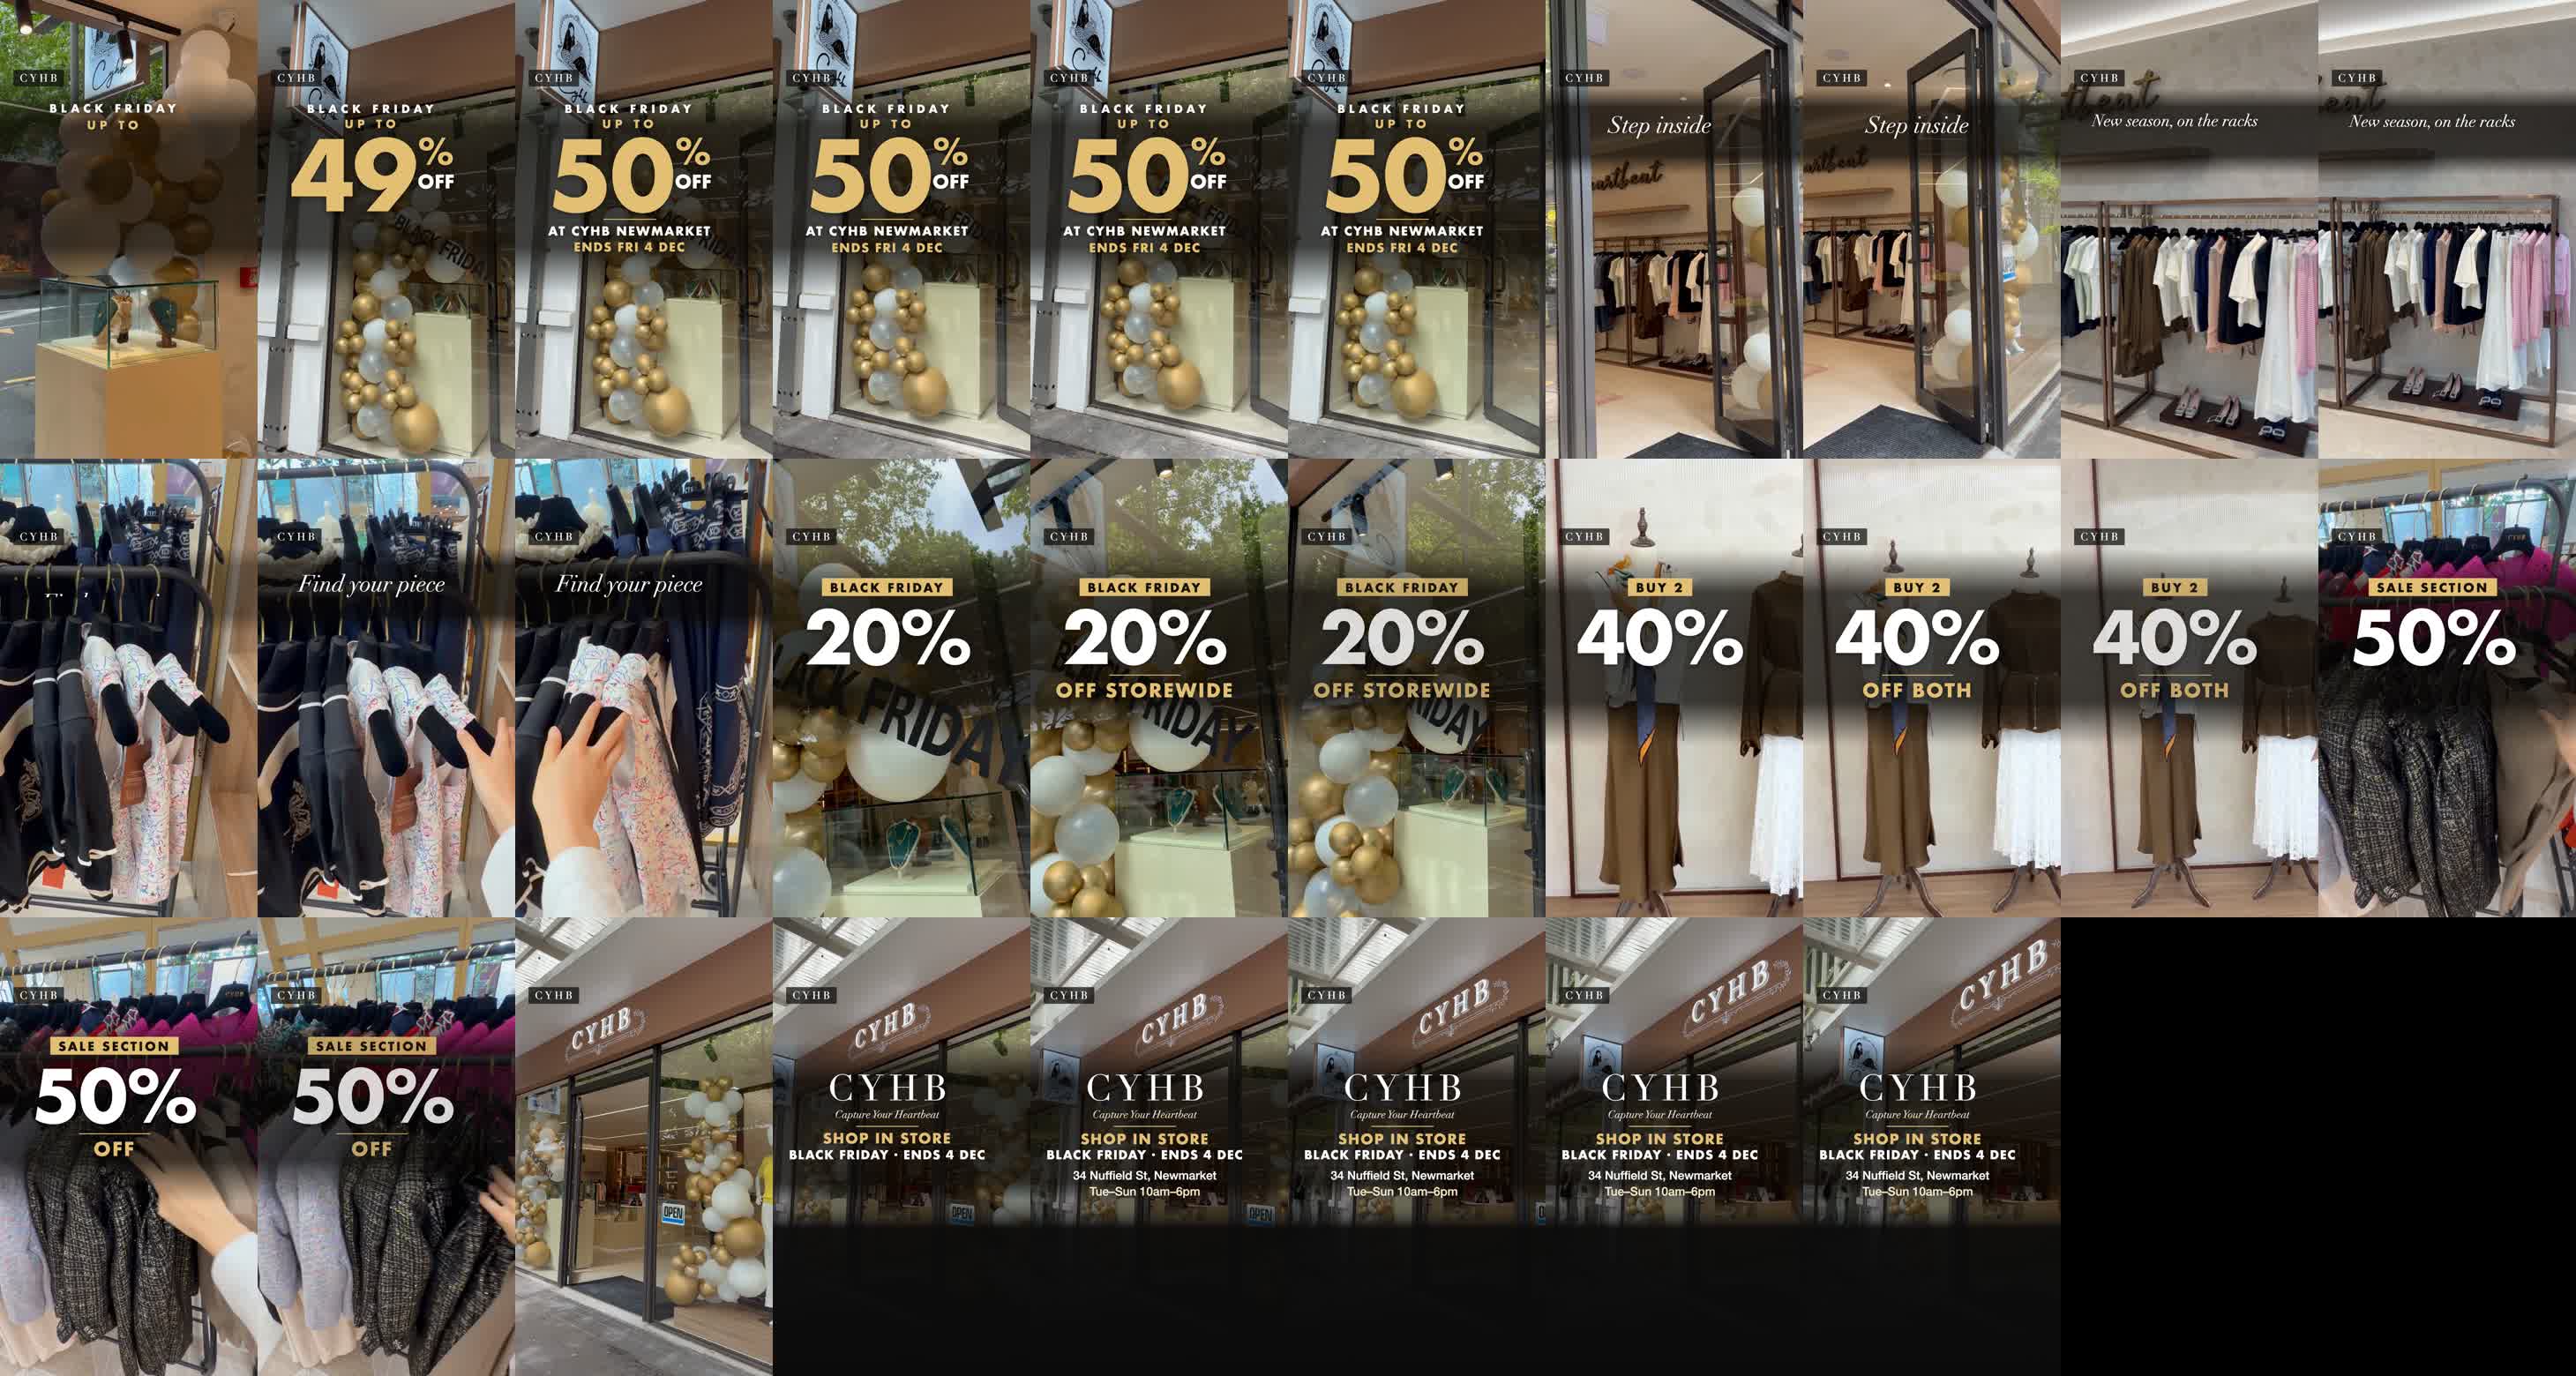 CYHB
BLACK FRIDAY
UP TO
CYHB
BLACK FRIDAY
UP TO
49%
OFF
BLACK FRIDAY
CYHB
BLACK FRIDAY
UP TO
50%
OFF
AT CYHB NEWMARKET
ENDS FRI 4 DEC
CYHB
BLACK FRIDAY
UP TO
50%
OFF
AT CYHB NEWMARKET
ENDS FRI 4 DEC
CYHB
BLACK FRIDAY
UP TO
50%
OFF
AT CYHB NEWMARKET
ENDS FRI 4 DEC
CYHB
BLACK FRIDAY
UP TO
50%
OFF
AT CYHB NEWMARKET
ENDS FRI 4 DEC
CYHB
Step inside
CYHB
Step inside
CYHB
New season, on the racks
CYHB
New season, on the racks
CYHB
CYHB
Find your piece
CYHB
Find your piece
CYHB
BLACK FRIDAY
20%
FRIDAY
CYHB
BLACK FRIDAY
20%
OFF STOREWIDE
CYHB
BLACK FRIDAY
20%
OFF STOREWIDE
CYHB
BUY 2
40%
CYHB
BUY 2
40%
OFF BOTH
CYHB
BUY 2
40%
OFF BOTH
CYHB
SALE SECTION
50%
CYHB
SALE SECTION
50%
OFF
CYHB
SALE SECTION
50%
OFF
CYHB
CYHB
OPEN
CYHB
CYHB
CYHB
Capture Your Heartbeat
SHOP IN STORE
BLACK FRIDAY · ENDS 4 DEC
OPEN
CYHB
CYHB
CYHB
Capture Your Heartbeat
SHOP IN STORE
BLACK FRIDAY · ENDS 4 DEC
34 Nuffield St, Newmarket
Tue–Sun 10am–6pm
OPEN
CYHB
CYHB
CYHB
Capture Your Heartbeat
SHOP IN STORE
BLACK FRIDAY · ENDS 4 DEC
34 Nuffield St, Newmarket
Tue–Sun 10am–6pm
CYHB
CYHB
CYHB
Capture Your Heartbeat
SHOP IN STORE
BLACK FRIDAY · ENDS 4 DEC
34 Nuffield St, Newmarket
Tue–Sun 10am–6pm
CYHB
CYHB
CYHB
Capture Your Heartbeat
SHOP IN STORE
BLACK FRIDAY · ENDS 4 DEC
34 Nuffield St, Newmarket
Tue–Sun 10am–6pm